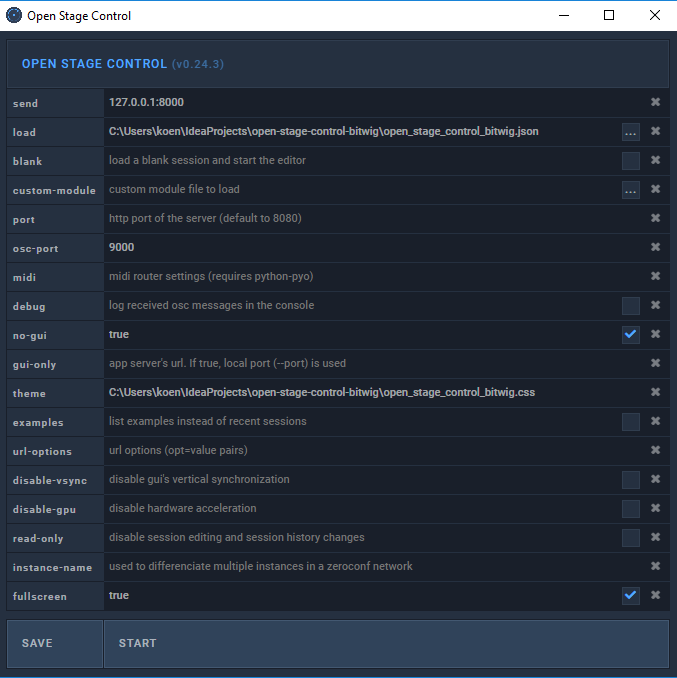 Open Stage Control
OPEN STAGE CONTROL (v0.24.3)
send 127.0.0.1:8000
load C:\Users\koen\IdeaProjects\open-stage-control-bitwig\open_stage_control_bitwig.json ...
blank load a blank session and start the editor
custom-module custom module file to load ...
port http port of the server (default to 8080)
osc-port 9000
midi midi router settings (requires python-pyo)
debug log received osc messages in the console
no-gui true
gui-only app server's url. If true, local port (--port) is used
theme C:\Users\koen\IdeaProjects\open-stage-control-bitwig\open_stage_control_bitwig.css
examples list examples instead of recent sessions
url-options url options (opt=value pairs)
disable-vsync disable gui's vertical synchronization
disable-gpu disable hardware acceleration
read-only disable session editing and session history changes
instance-name used to differenciate multiple instances in a zeroconf network
fullscreen true
SAVE START